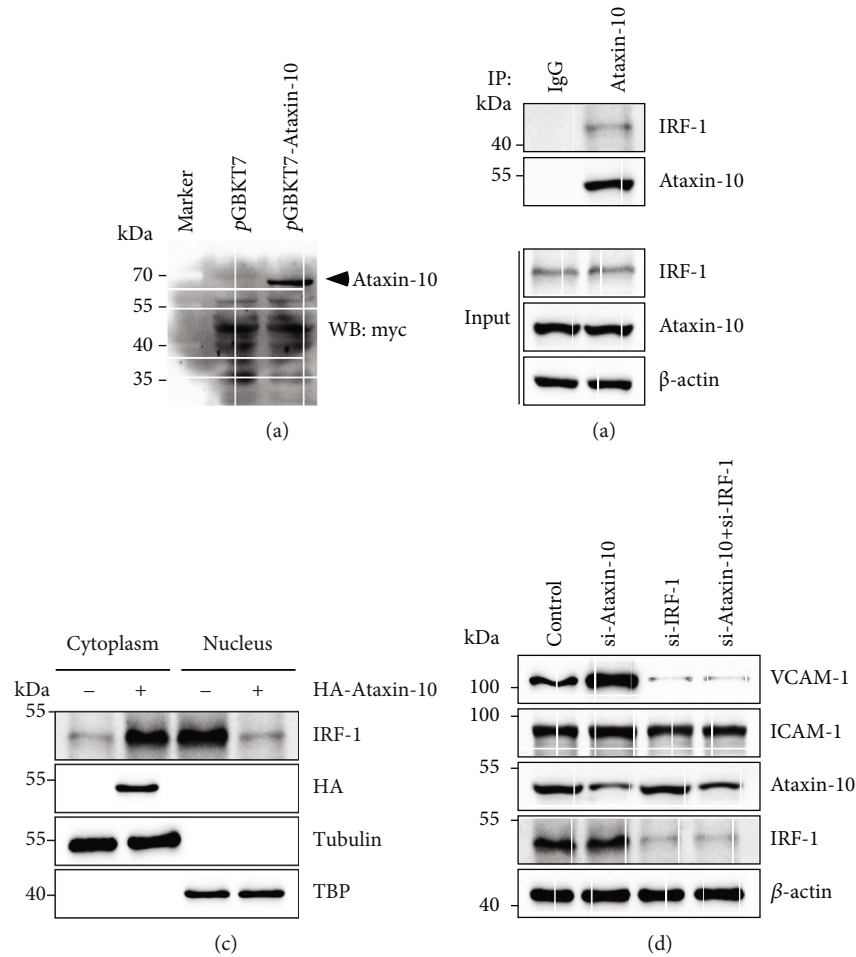 Marker
pGBKT7
pGBKT7-Ataxin-10
kDa
70
55
40
35
Ataxin-10
WB: myc
(a)
IP:
IgG
Ataxin-10
kDa
40
IRF-1
55
Ataxin-10
Input
IRF-1
Ataxin-10
β-actin
(a)
Cytoplasm
Nucleus
kDa
– + – +
HA-Ataxin-10
55
IRF-1
55
HA
55
Tubulin
40
TBP
(c)
Control
si-Ataxin-10
si-IRF-1
si-Ataxin-10+si-IRF-1
kDa
100
VCAM-1
100
ICAM-1
55
Ataxin-10
55
IRF-1
40
β-actin
(d)